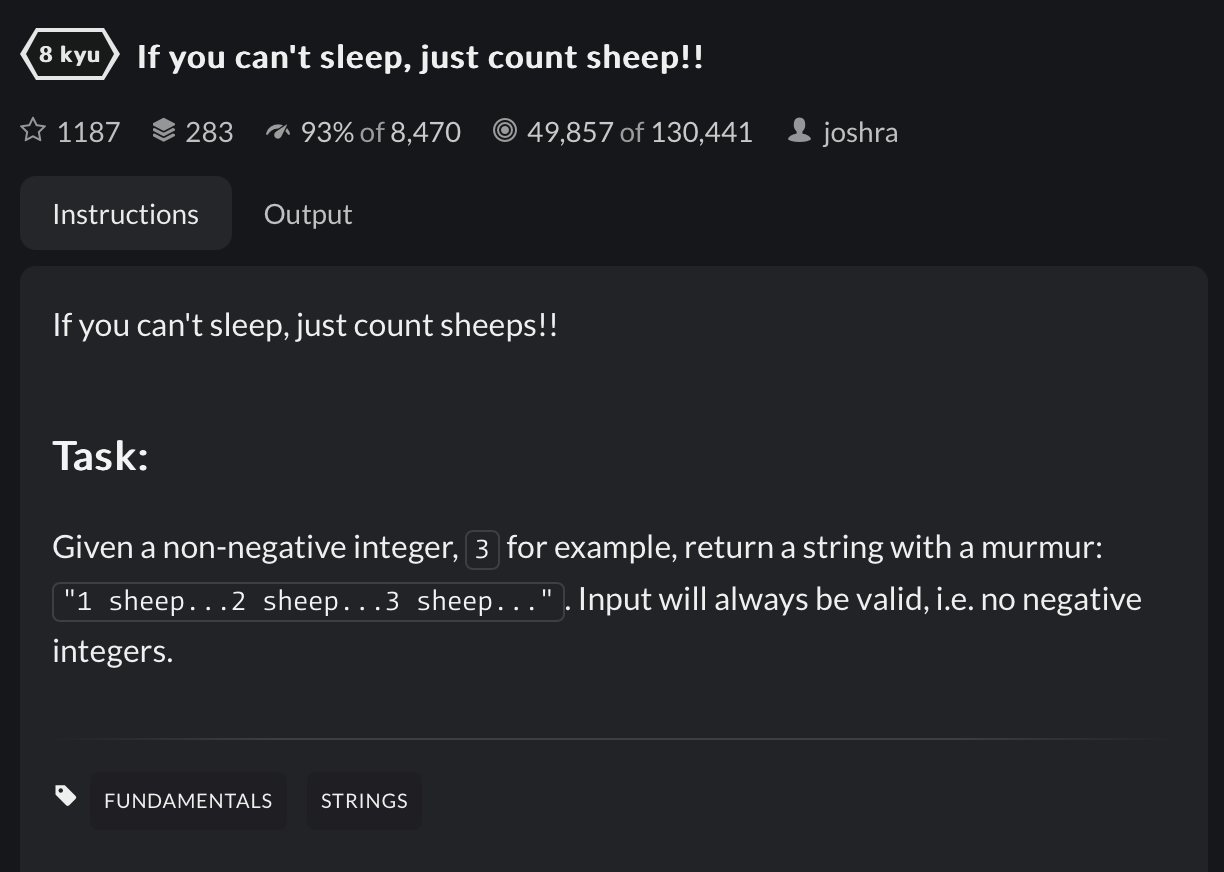 8 kyu If you can't sleep, just count sheep!!
1187 283 93% of 8,470 49,857 of 130,441 joshra
Instructions Output
If you can't sleep, just count sheeps!!
Task:
Given a non-negative integer, 3 for example, return a string with a murmur:
"1 sheep...2 sheep...3 sheep...". Input will always be valid, i.e. no negative
integers.
FUNDAMENTALS STRINGS